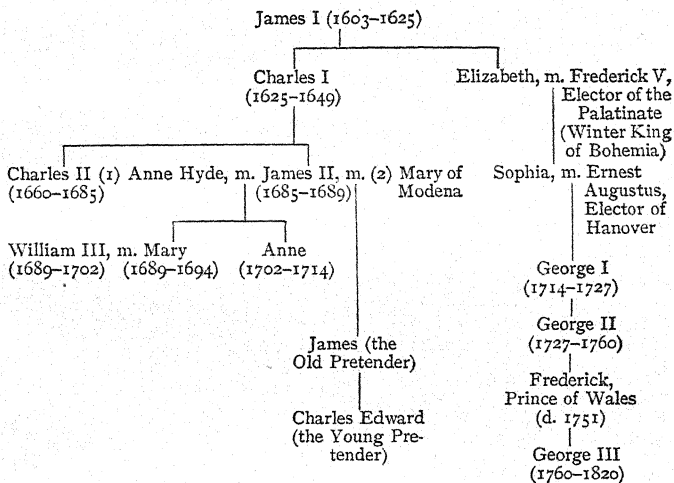 James I (1603–1625)
Charles I
(1625–1649)
Elizabeth, m. Frederick V,
Elector of the
Palatinate
(Winter King
of Bohemia)
Charles II (1) Anne Hyde, m. James II, m. (2) Mary of
(1660–1685)
(1685–1689)
Modena
Sophia, m. Ernest
Augustus,
Elector of
Hanover
William III, m. Mary
(1689–1702) (1689–1694)
Anne
(1702–1714)
George I
(1714–1727)
George II
(1727–1760)
James (the
Old Pretender)
Frederick,
Prince of Wales
(d. 1751)
Charles Edward
(the Young Pre-
tender)
George III
(1760–1820)